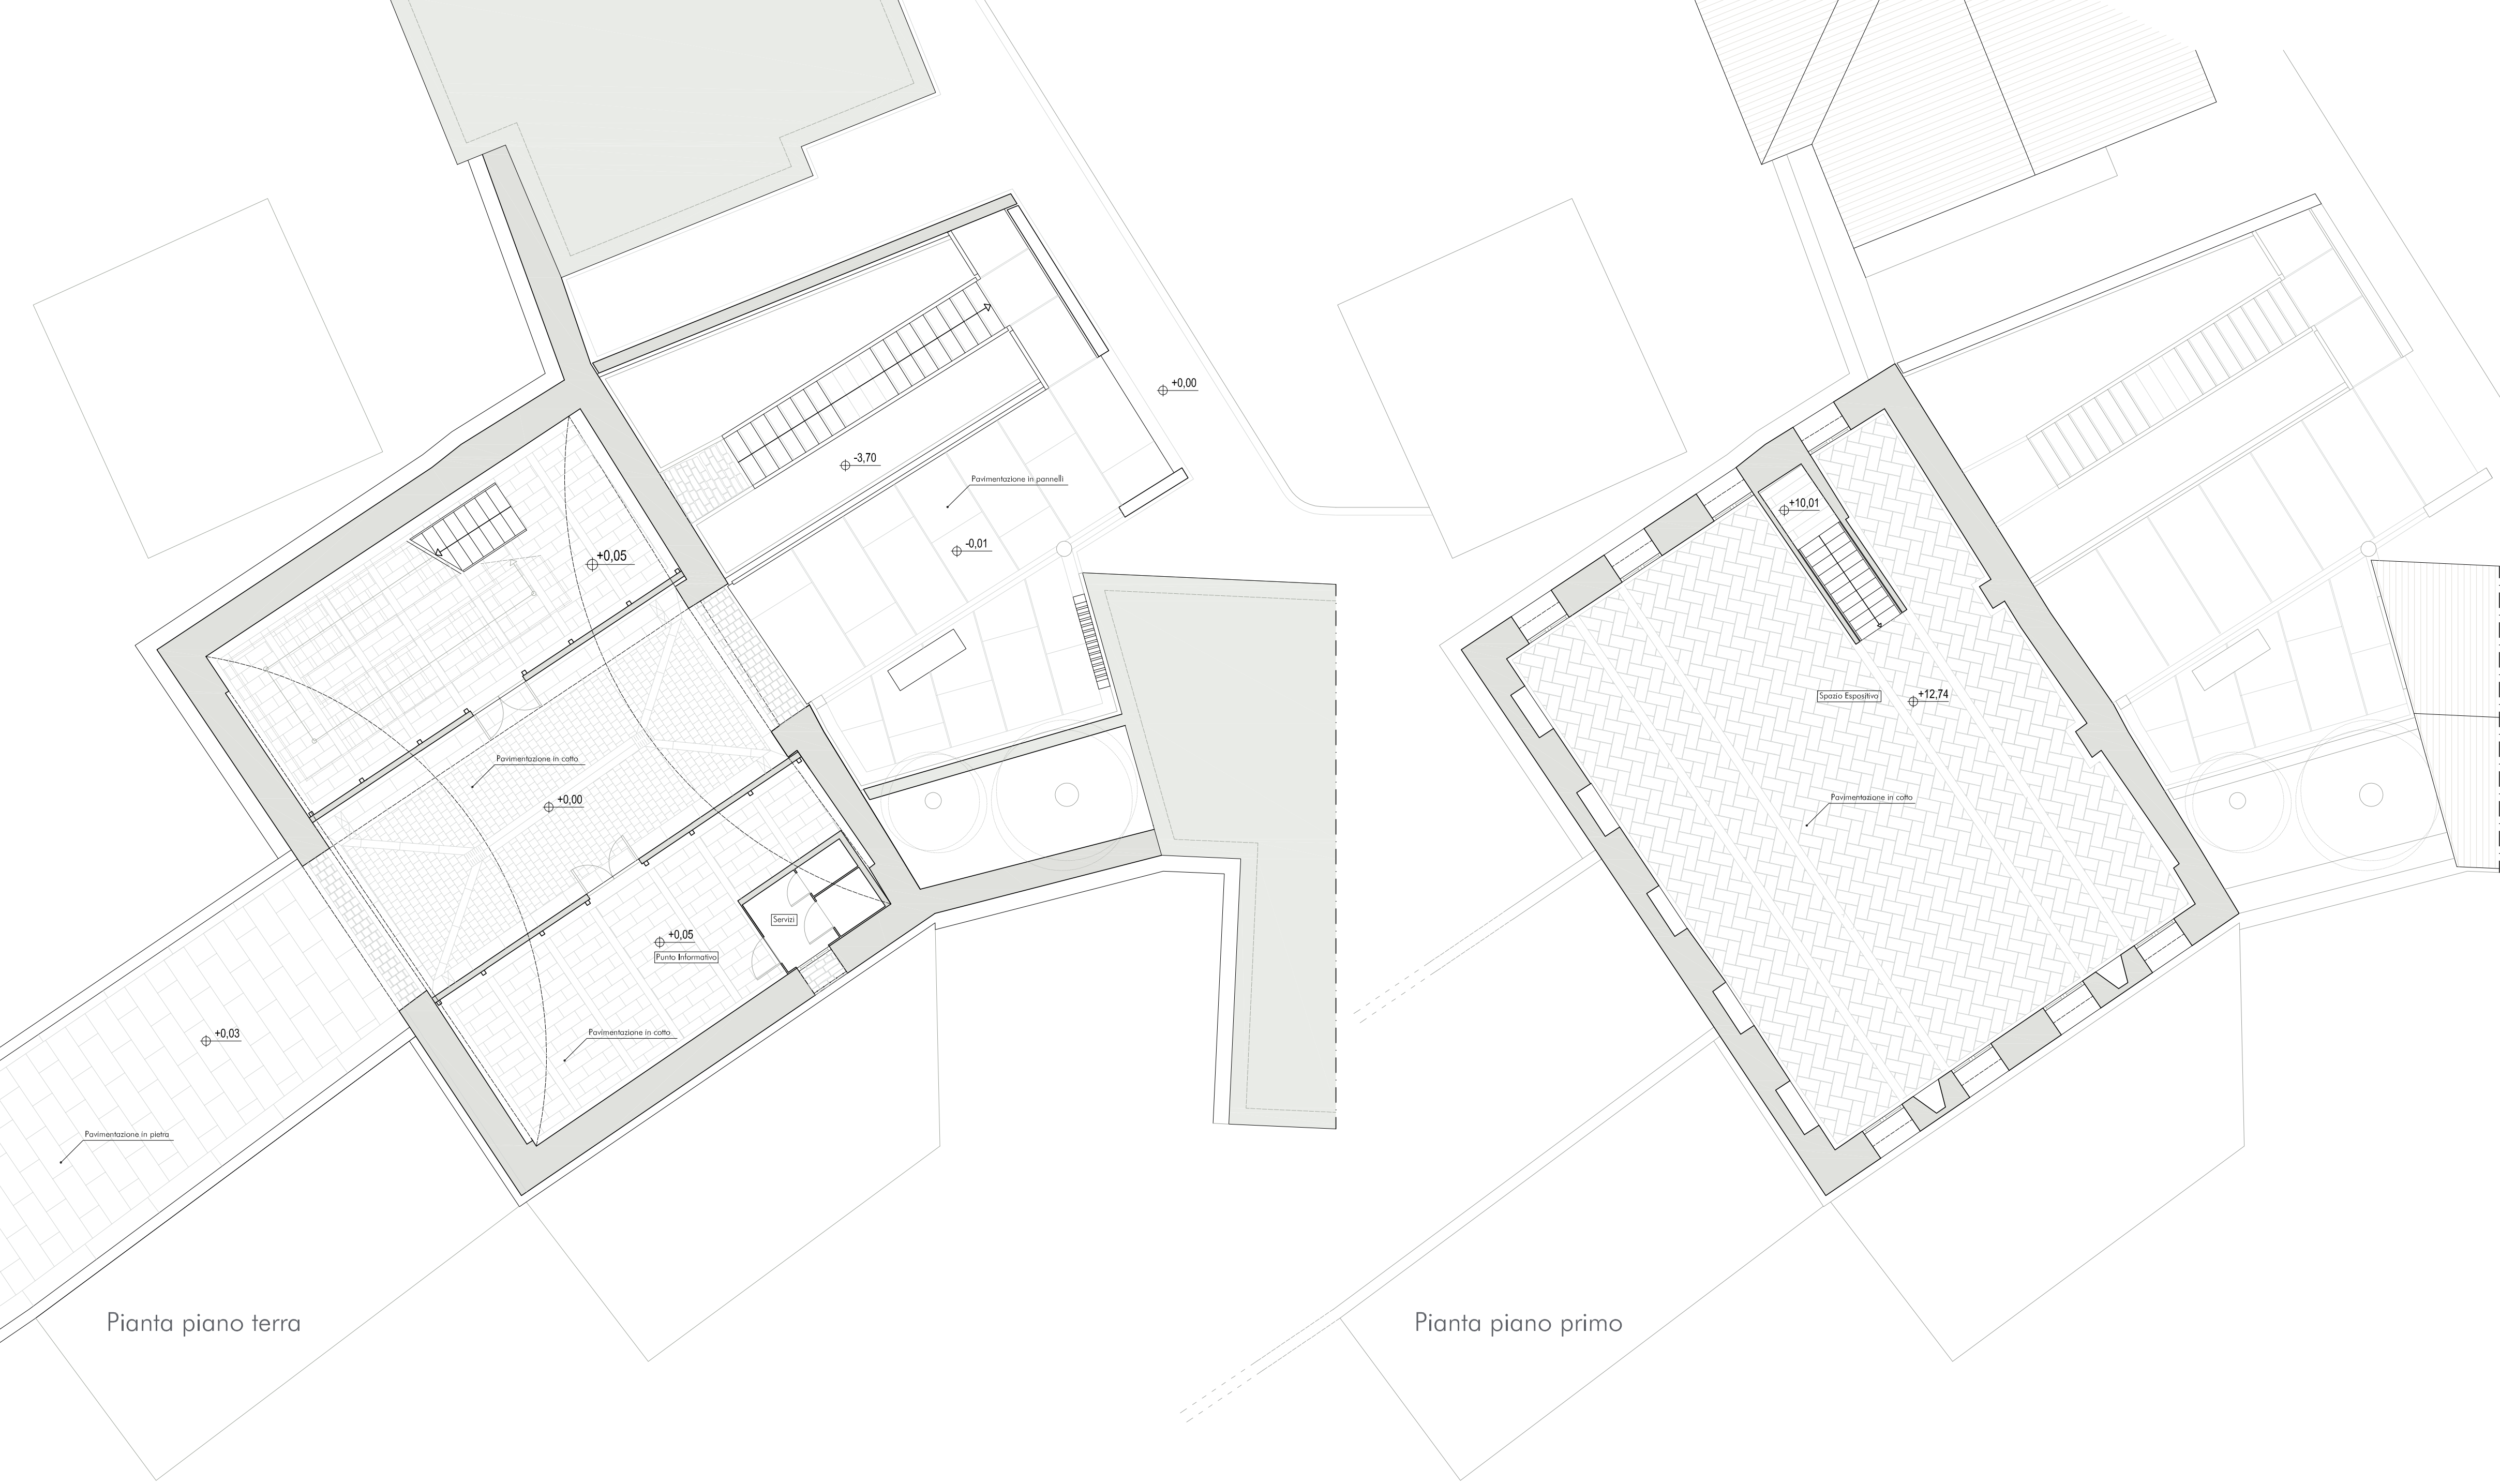 +0,00
-3,70
Pavimentazione in pannelli
-0,01
+0,05
Pavimentazione in cotto
+0,00
Servizi
+0,05
Punto Informativo
Pavimentazione in cotto
+0,03
Pavimentazione in pietra
Pianta piano terra
+10,01
Spazio Espositivo
+12,74
Pavimentazione in cotto
Pianta piano primo